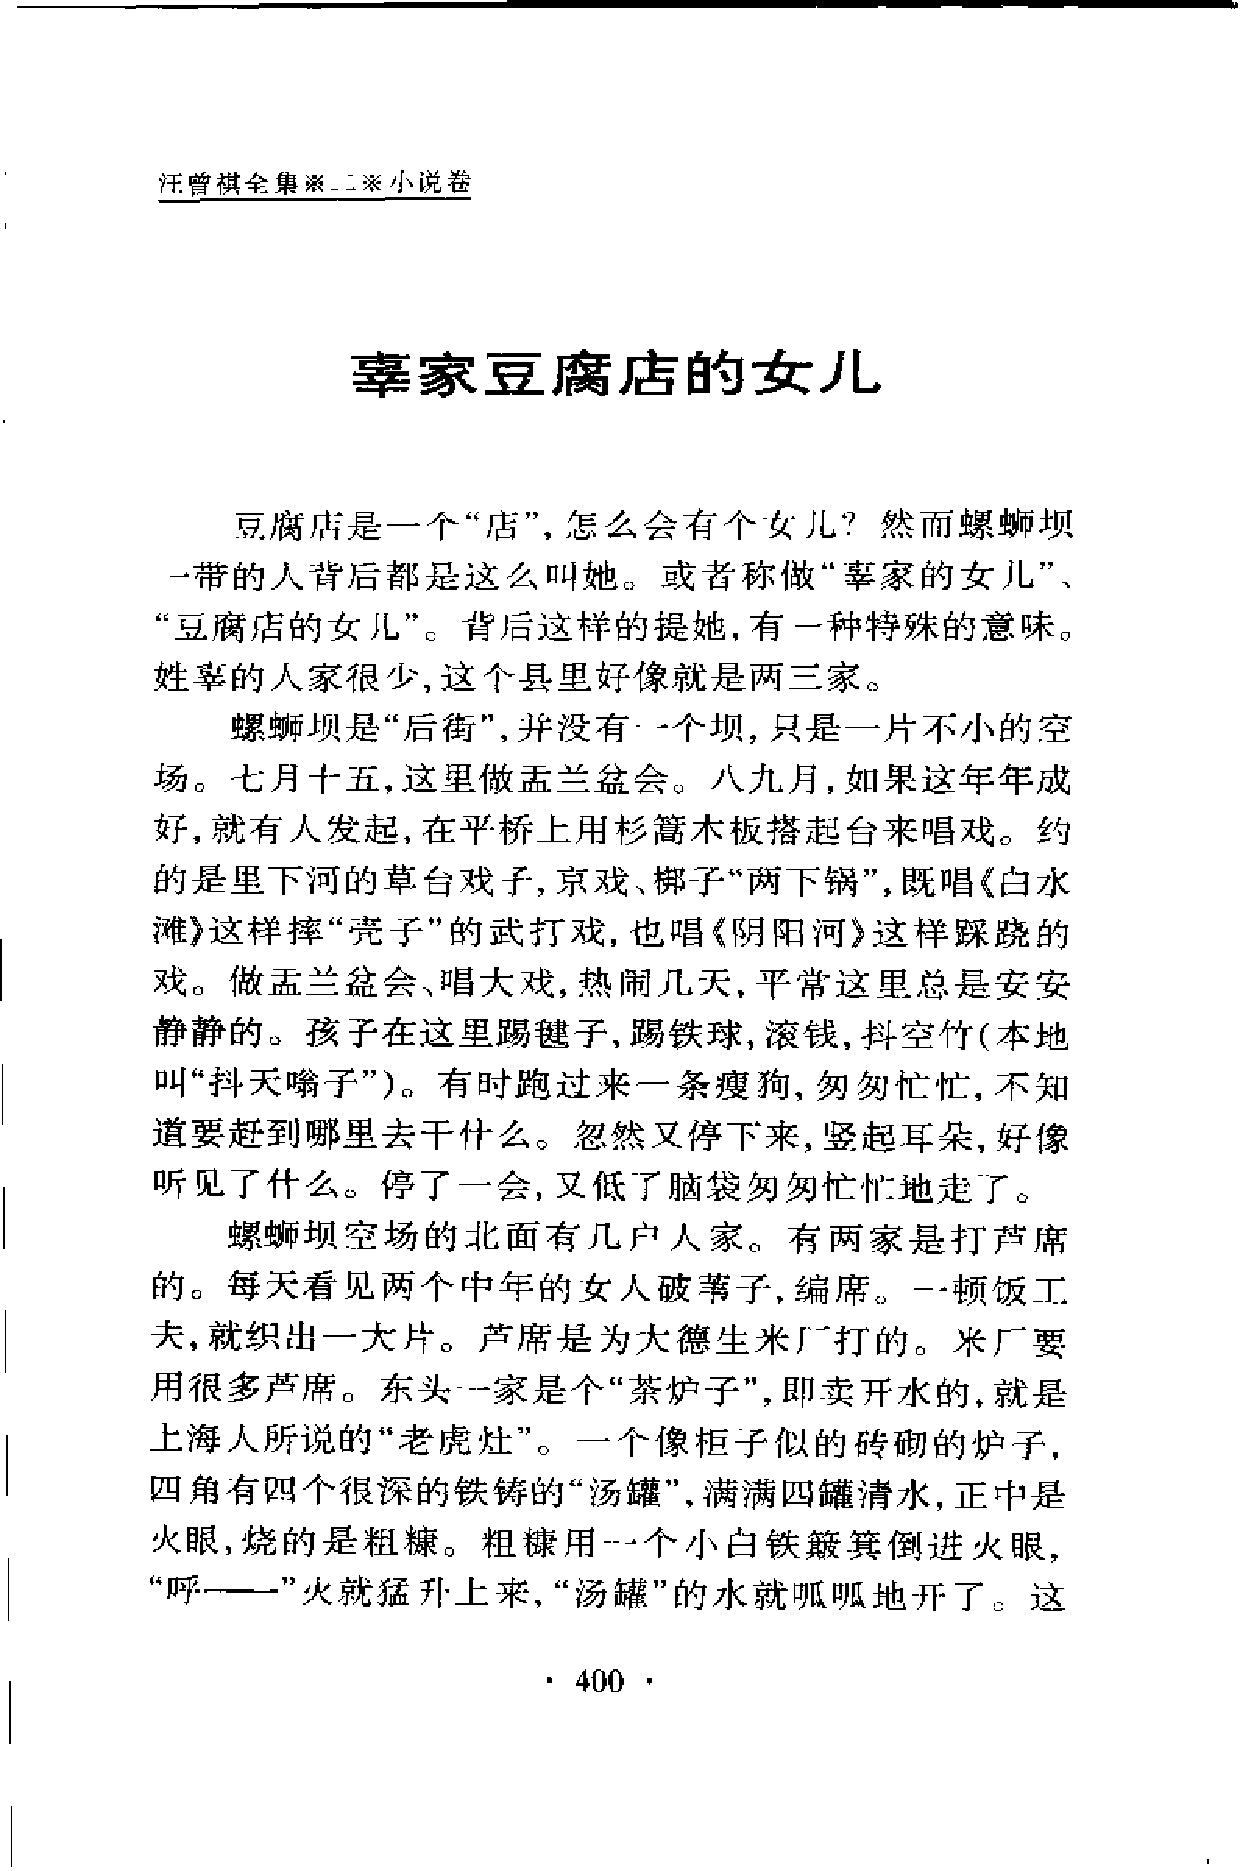 汪曾祺全集※二※小说卷
辜家豆腐店的女儿
豆腐店是一个“店”，怎么会有个女儿？然而螺蛳坝
一带的人背后都是这么叫她。或者称做“辜家的女儿”、
“豆腐店的女儿”。背后这样的提她，有一种特殊的意味。
姓辜的人家很少，这个县里好像就是两三家。
螺蛳坝是“后街”，并没有一个坝，只是一片不小的空
场。七月十五，这里做盂兰盆会。八九月，如果这年年成
好，就有人发起，在平桥上用杉篙木板搭起台来唱戏。约
的是里下河的草台戏子，京戏、梆子“两下锅”，既唱《白水
滩》这样摔“壳子”的武打戏，也唱《阴阳河》这样踩跷的
戏。做盂兰盆会、唱大戏，热闹几天，平常这里总是安安
静静的。孩子在这里踢毽子，踢铁球，滚钱，抖空竹（本地
叫“抖天嗡子”）。有时跑过来一条瘦狗，匆匆忙忙，不知
道要赶到哪里去干什么。忽然又停下来，竖起耳朵，好像
听见了什么。停了一会，又低了脑袋匆匆忙忙地走了。
螺蛳坝空场的北面有几户人家。有两家是打芦席
的。每天看见两个中年的女人破苇子，编席。一顿饭工
夫，就织出一大片。芦席是为大德生米厂打的。米厂要
用很多芦席。东头一家是个“茶炉子”，即卖开水的，就是
上海人所说的“老虎灶”。一个像柜子似的砖砌的炉子，
四角有四个很深的铁铸的“汤罐”，满满四罐清水，正中是
火眼，烧的是粗糠。粗糠用一个小白铁簸箕倒进火眼，
“呼——”火就猛升上来，“汤罐”的水就呱呱地开了。这
· 400 ·